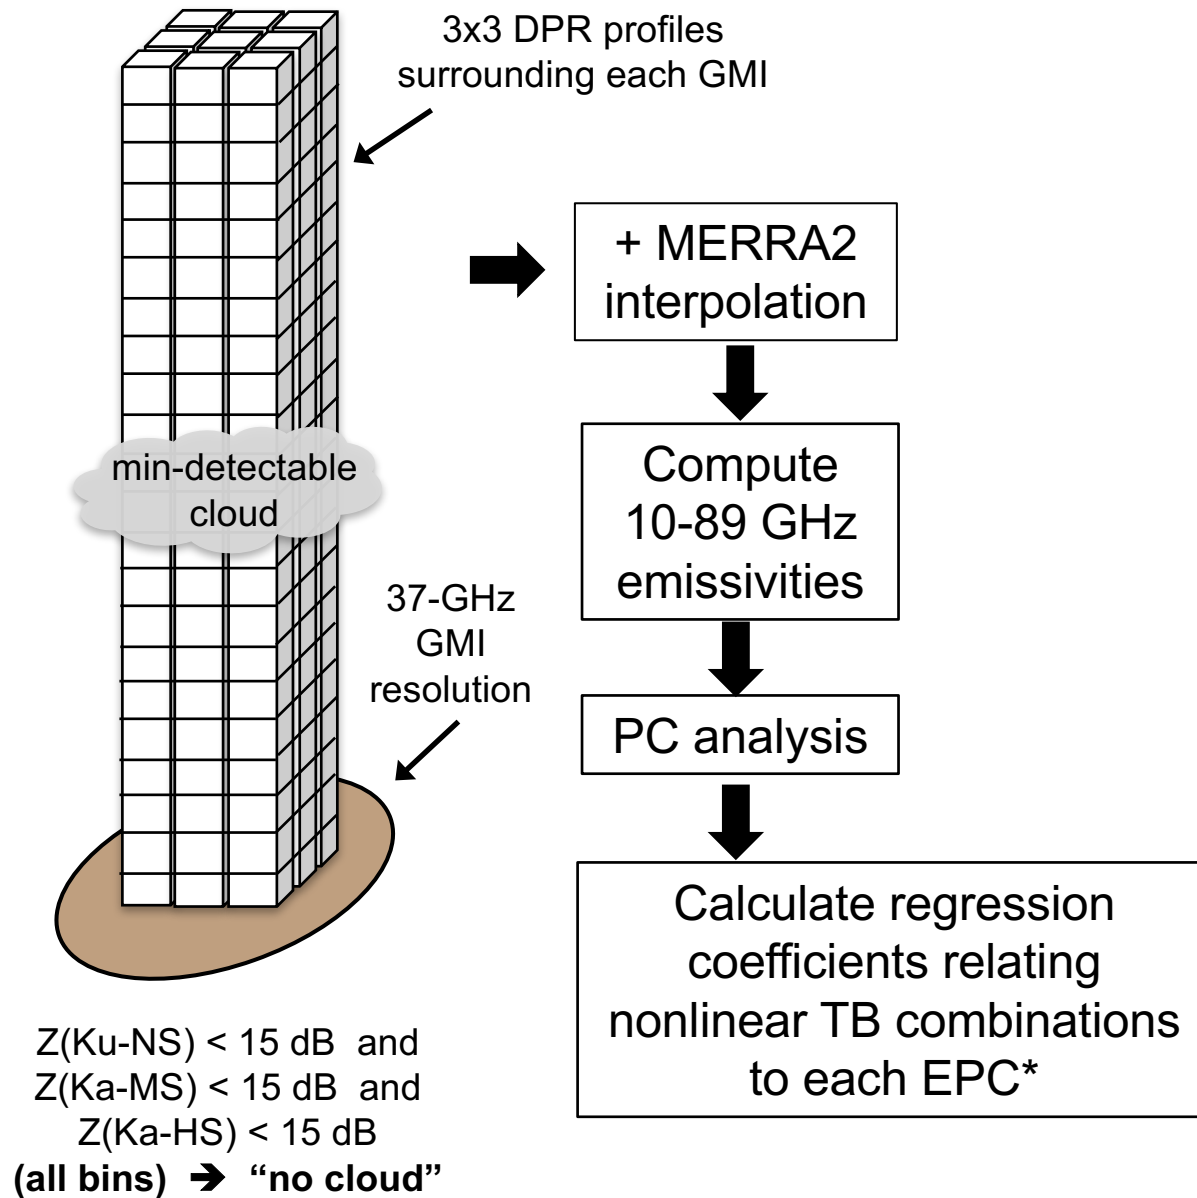 3x3 DPR profiles
surrounding each GMI
+ MERRA2
interpolation
Compute
10-89 GHz
emissivities
PC analysis
Calculate regression
coefficients relating
nonlinear TB combinations
to each EPC*
min-detectable
cloud
37-GHz
GMI
resolution
Z(Ku-NS) < 15 dB and
Z(Ka-MS) < 15 dB and
Z(Ka-HS) < 15 dB
(all bins) ➔ “no cloud”